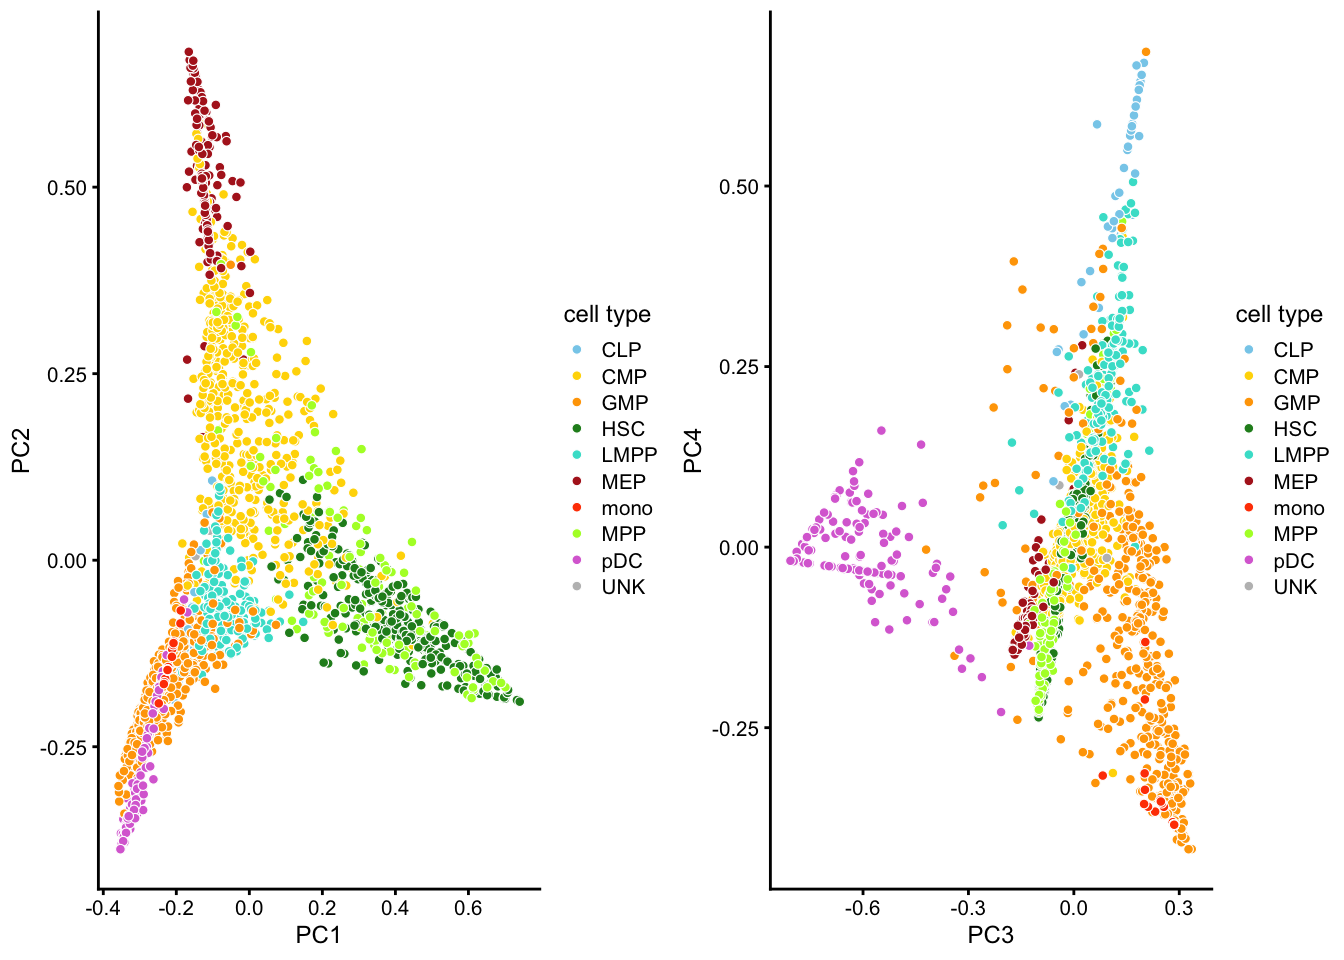 PC2
0.50
0.25
0.00
-0.25
-0.4 -0.2 0.0 0.2 0.4 0.6
PC1
cell type
CLP
CMP
GMP
HSC
LMPP
MEP
mono
MPP
pDC
UNK
PC4
0.50
0.25
0.00
-0.25
-0.6 -0.3 0.0 0.3
PC3
cell type
CLP
CMP
GMP
HSC
LMPP
MEP
mono
MPP
pDC
UNK